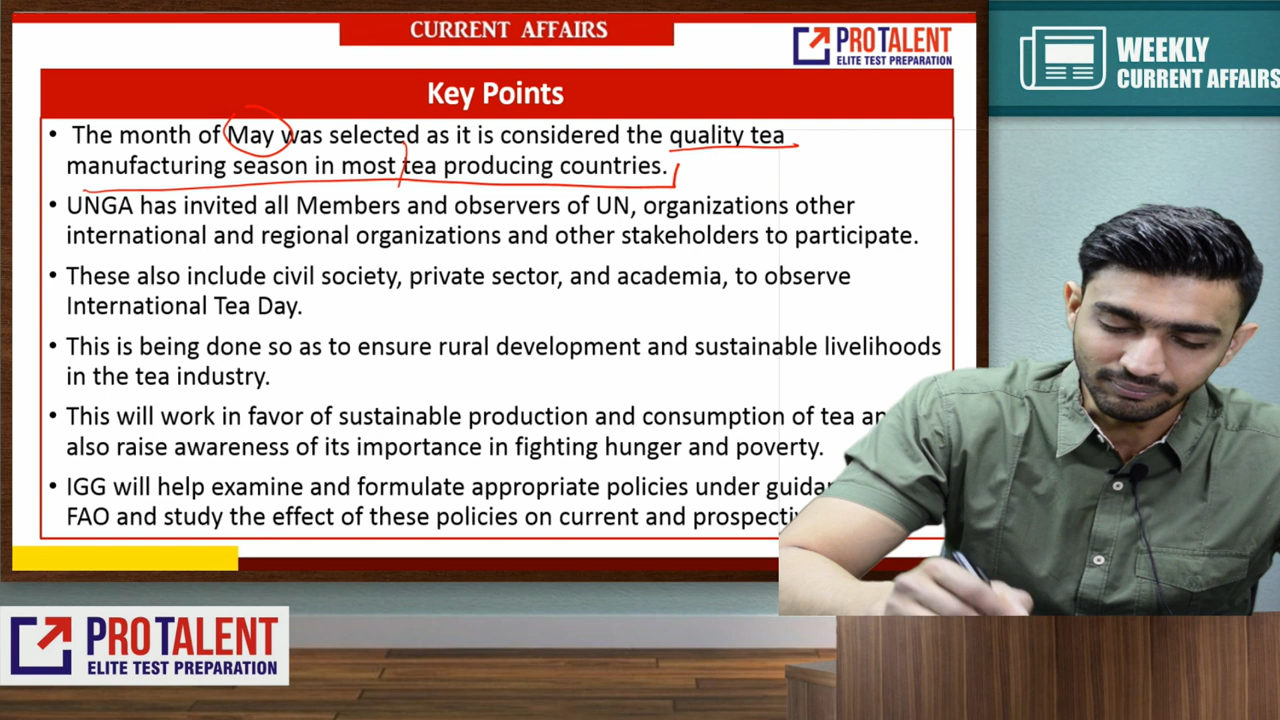 CURRENT AFFAIRS
PROTALENT
ELITE TEST PREPARATION
WEEKLY
CURRENT AFFAIRS
Key Points
• The month of May was selected as it is considered the quality tea
manufacturing season in most tea producing countries.
• UNGA has invited all Members and observers of UN, organizations other
international and regional organizations and other stakeholders to participate.
• These also include civil society, private sector, and academia, to observe
International Tea Day.
• This is being done so as to ensure rural development and sustainable livelihoods
in the tea industry.
• This will work in favor of sustainable production and consumption of tea
also raise awareness of its importance in fighting hunger and poverty.
• IGG will help examine and formulate appropriate policies under
FAO and study the effect of these policies on current and
PROTALENT
ELITE TEST PREPARATION